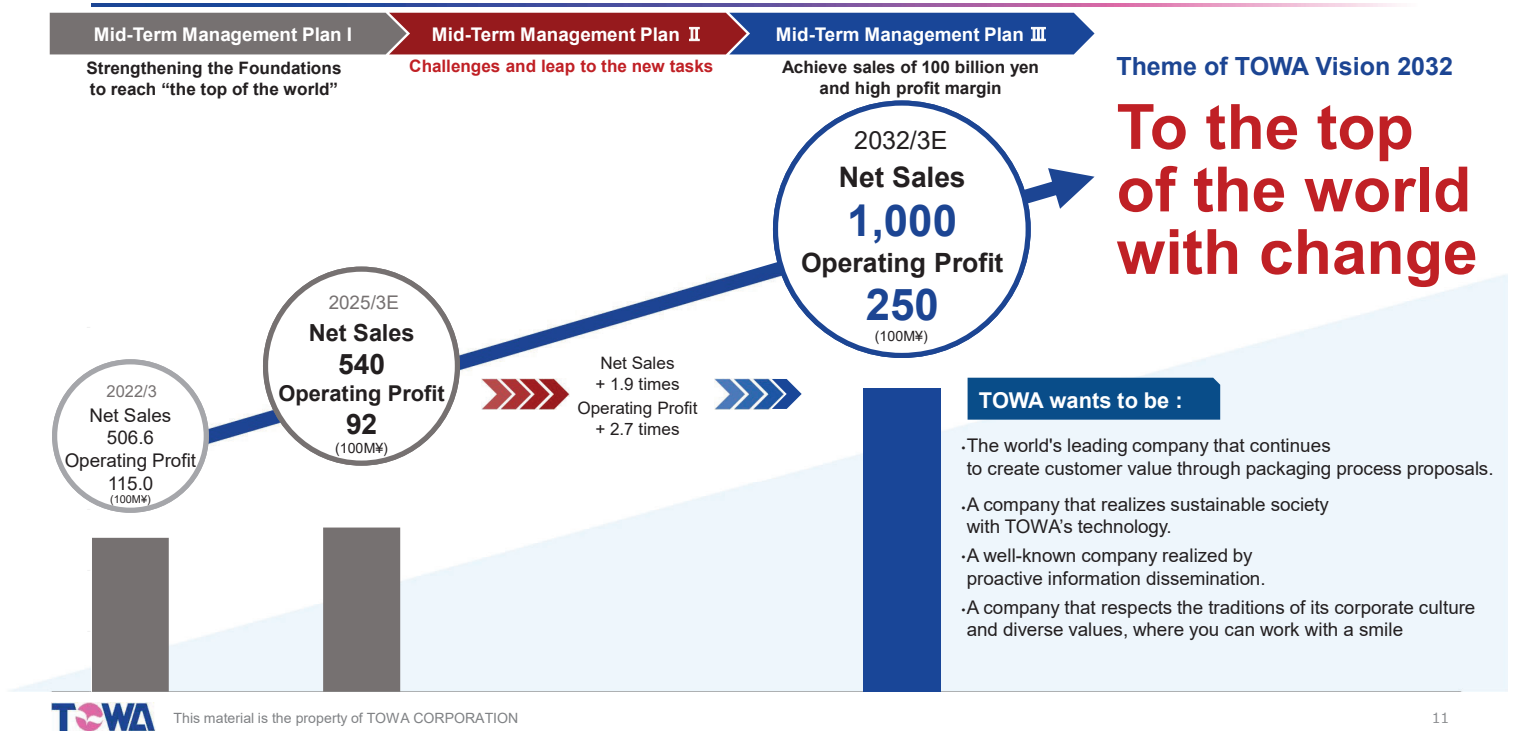 Mid-Term Management Plan I
Mid-Term Management Plan Ⅱ
Mid-Term Management Plan Ⅲ
Strengthening the Foundations
to reach “the top of the world”
Challenges and leap to the new tasks
Achieve sales of 100 billion yen
and high profit margin
Theme of TOWA Vision 2032
To the top
of the world
with change
2022/3
Net Sales
506.6
Operating Profit
115.0
(100M¥)
2025/3E
Net Sales
540
Operating Profit
92
(100M¥)
Net Sales
+ 1.9 times
Operating Profit
+ 2.7 times
2032/3E
Net Sales
1,000
Operating Profit
250
(100M¥)
TOWA wants to be :
・The world's leading company that continues
to create customer value through packaging process proposals.
・A company that realizes sustainable society
with TOWA’s technology.
・A well-known company realized by
proactive information dissemination.
・A company that respects the traditions of its corporate culture
and diverse values, where you can work with a smile
TOWA
This material is the property of TOWA CORPORATION
11